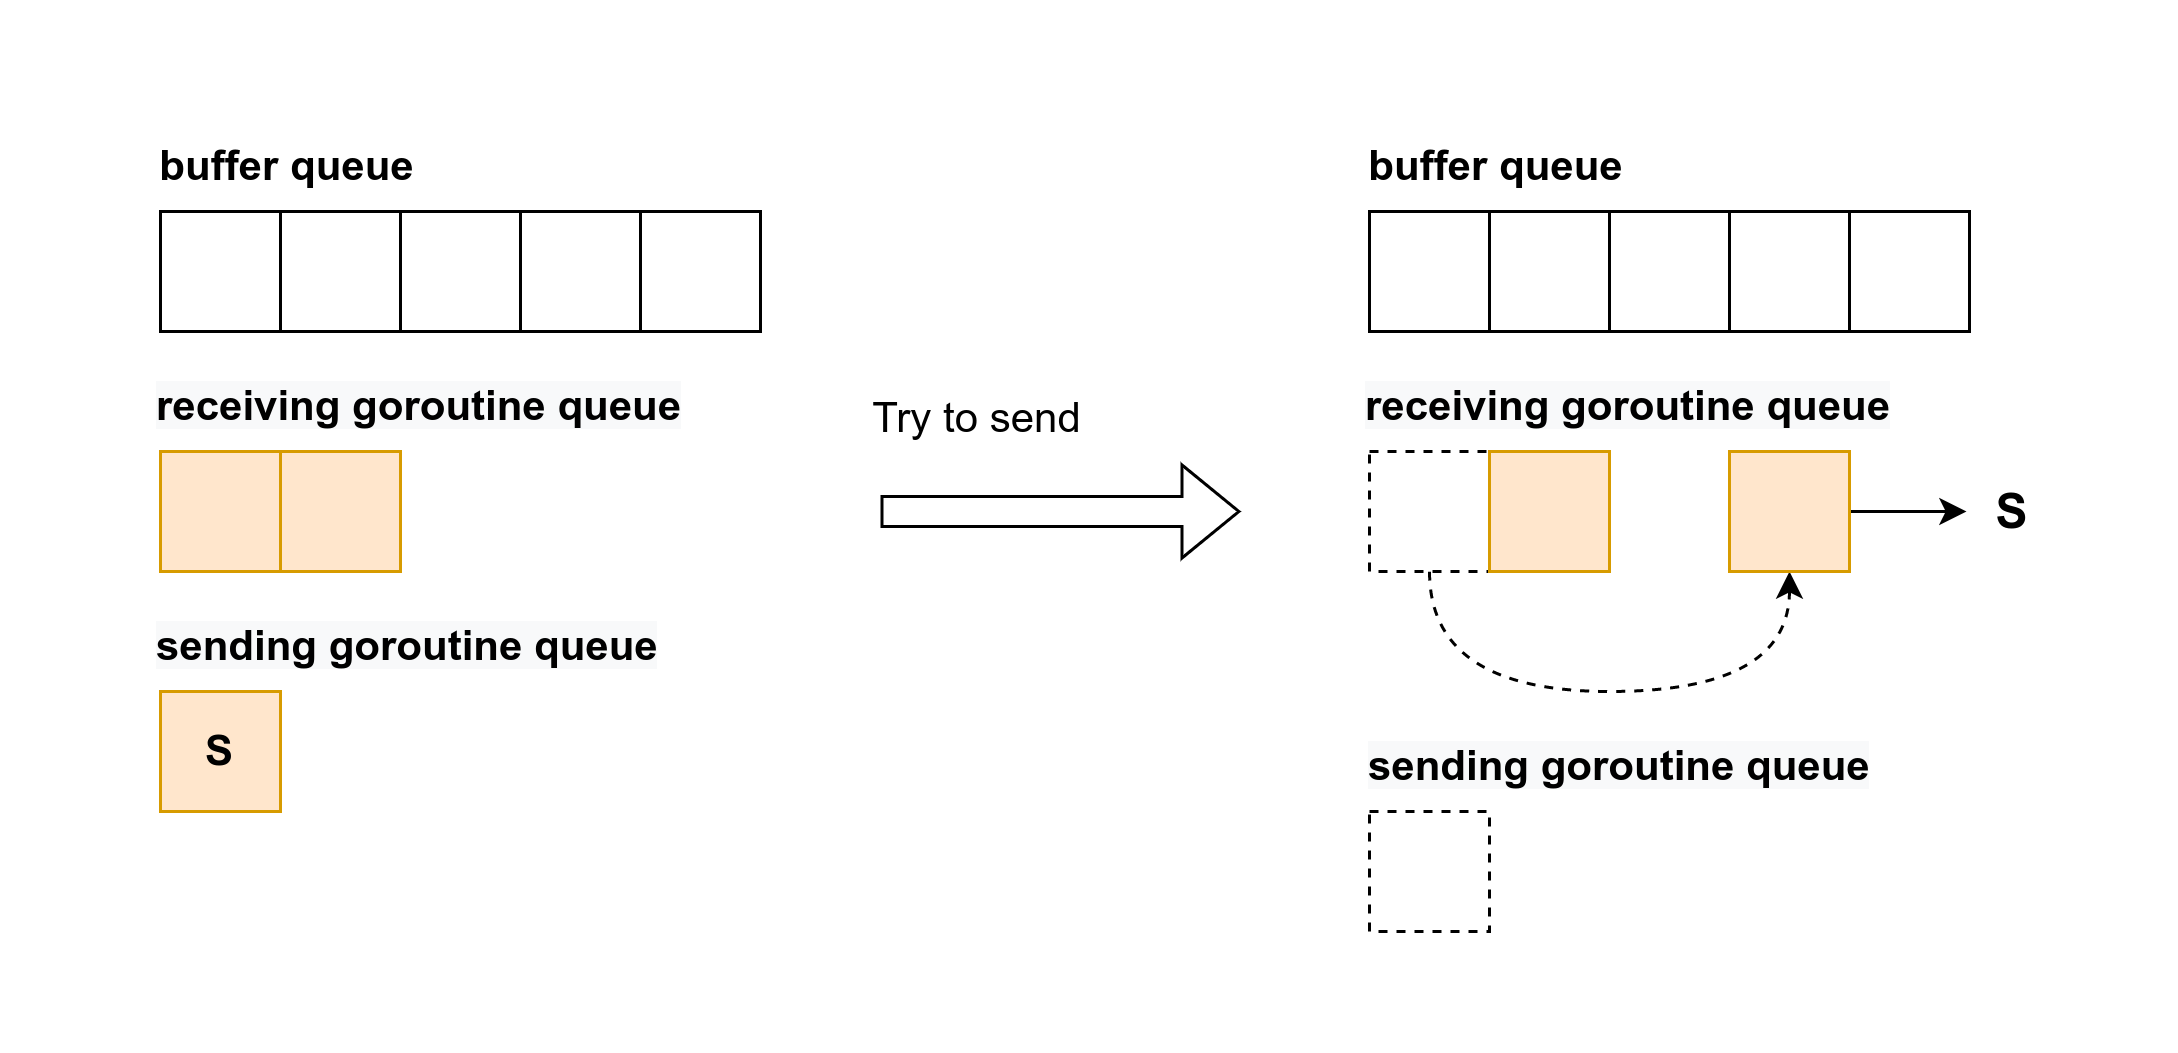 buffer queue
receiving goroutine queue
sending goroutine queue
S
Try to send
buffer queue
receiving goroutine queue
S
sending goroutine queue